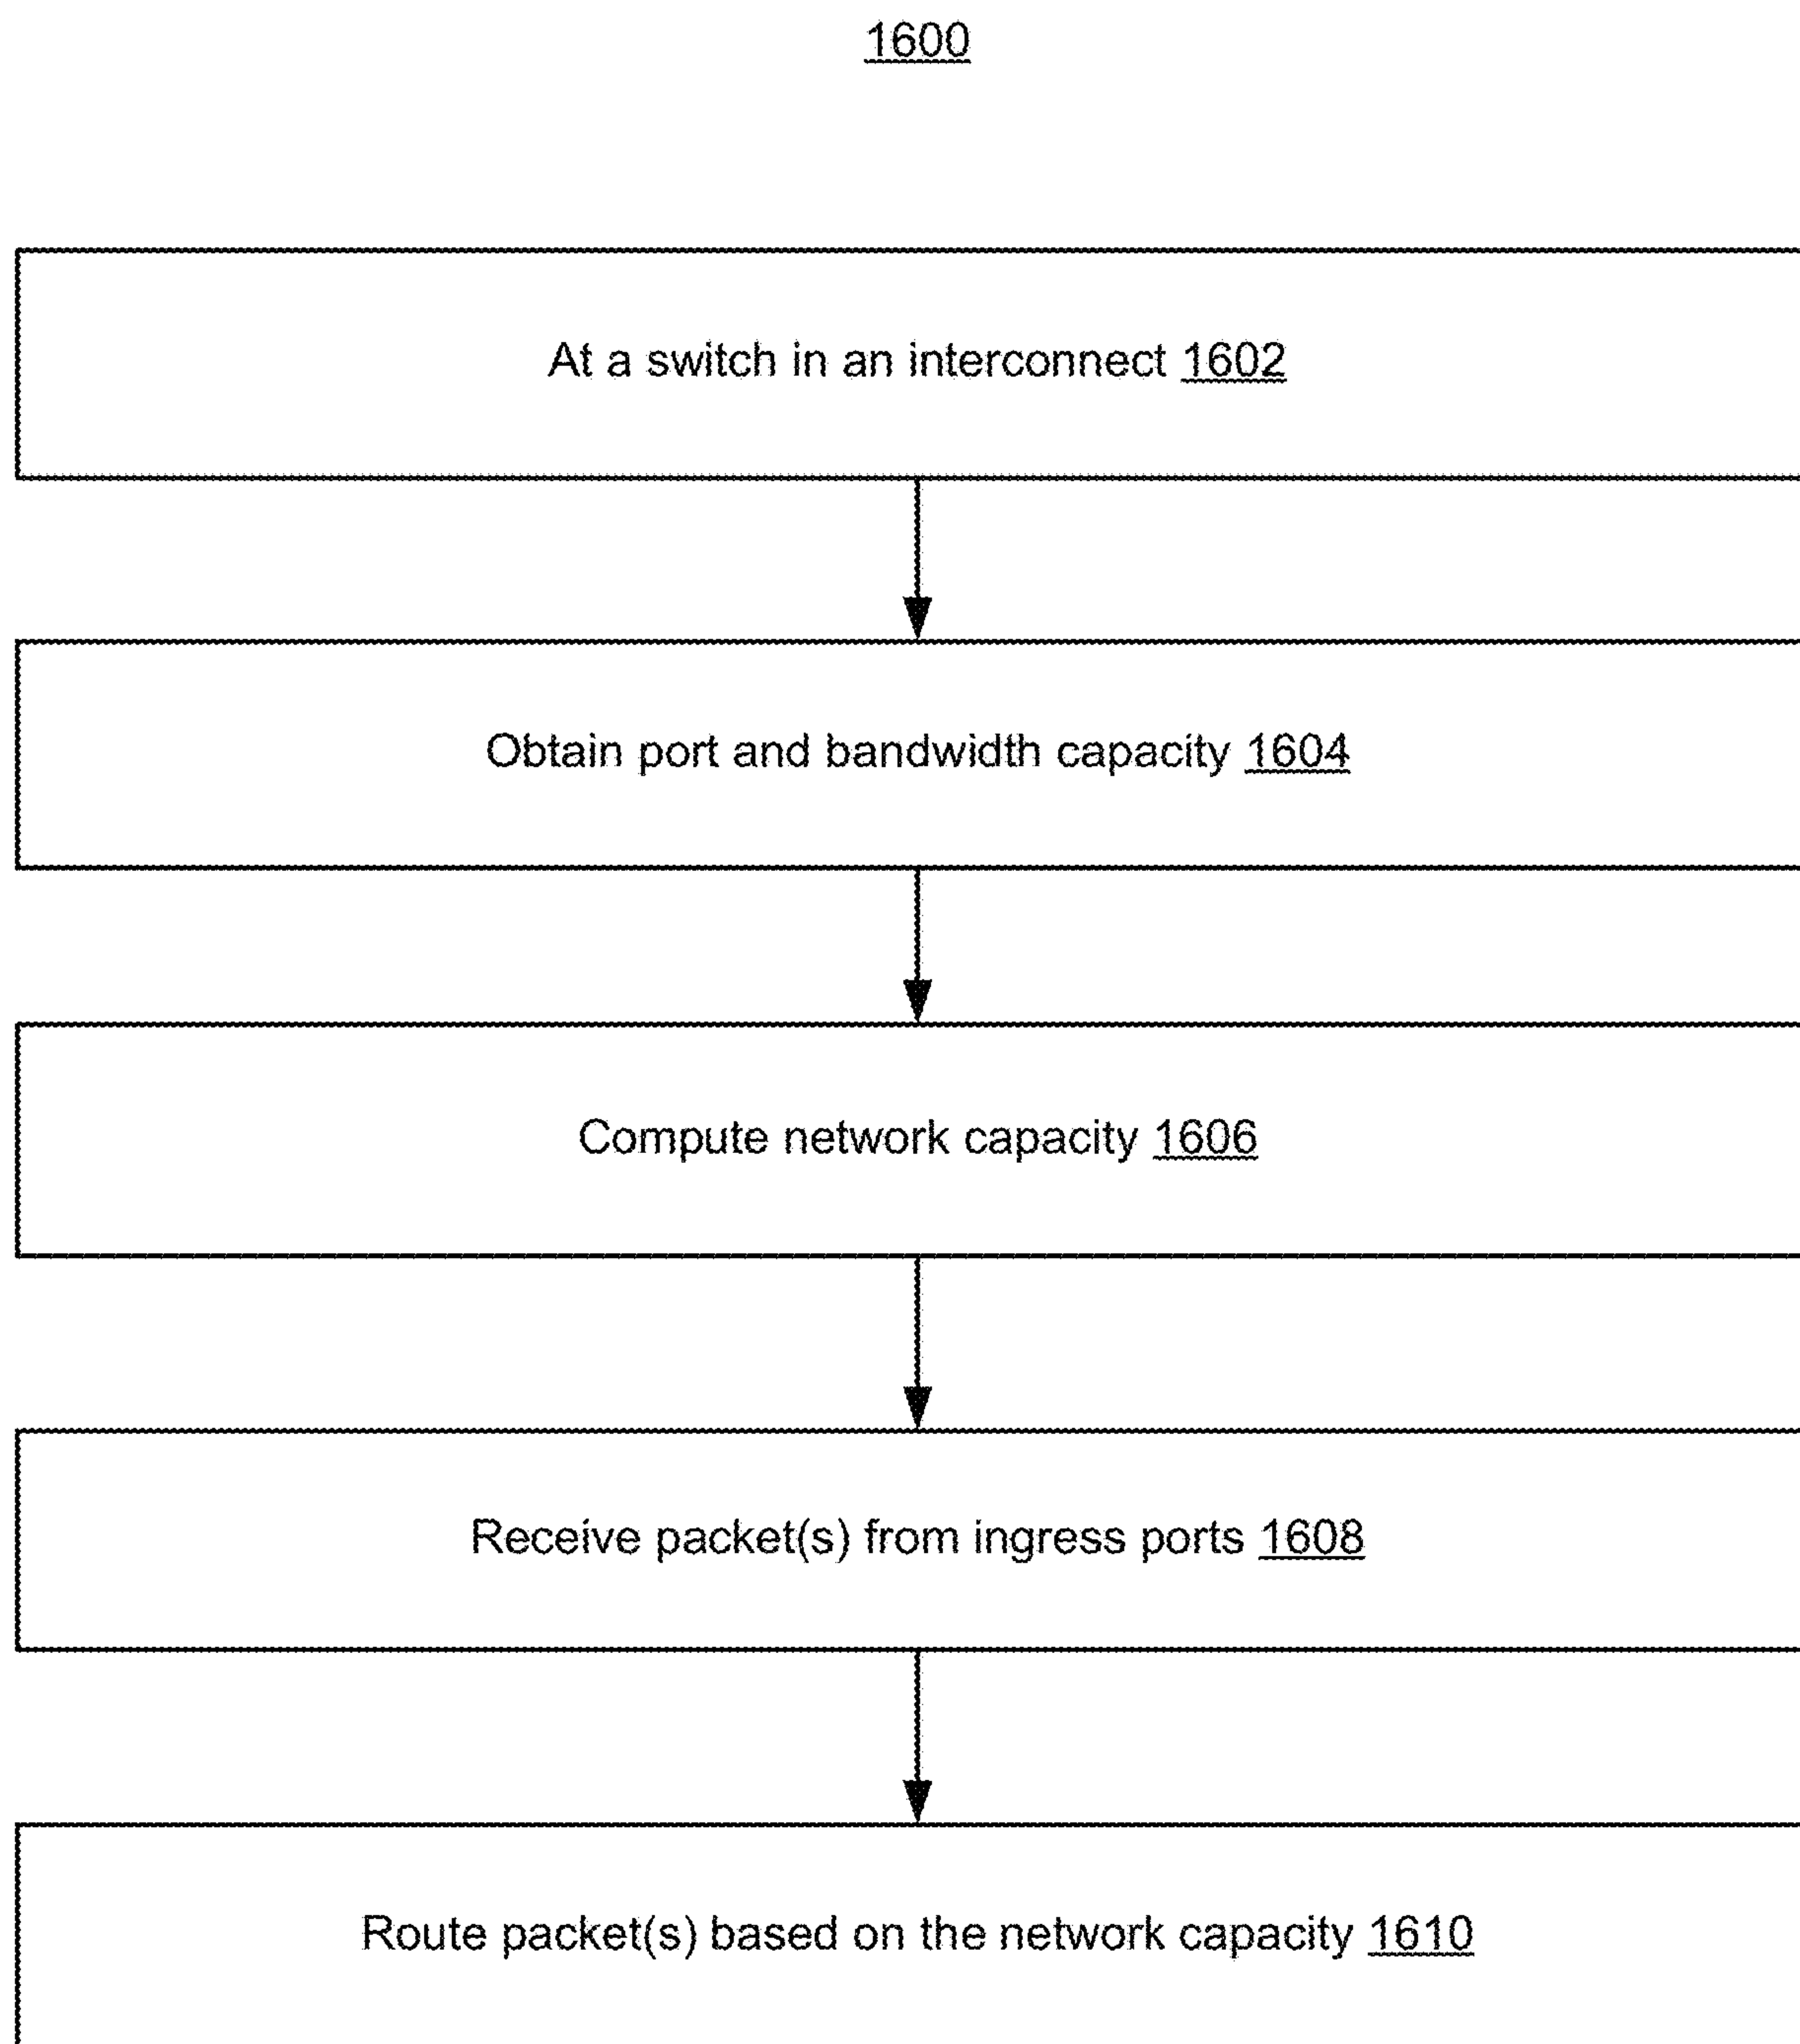 1600
At a switch in an interconnect 1602
Obtain port and bandwidth capacity 1604
Compute network capacity 1606
Receive packet(s) from ingress ports 1608
Route packet(s) based on the network capacity 1610